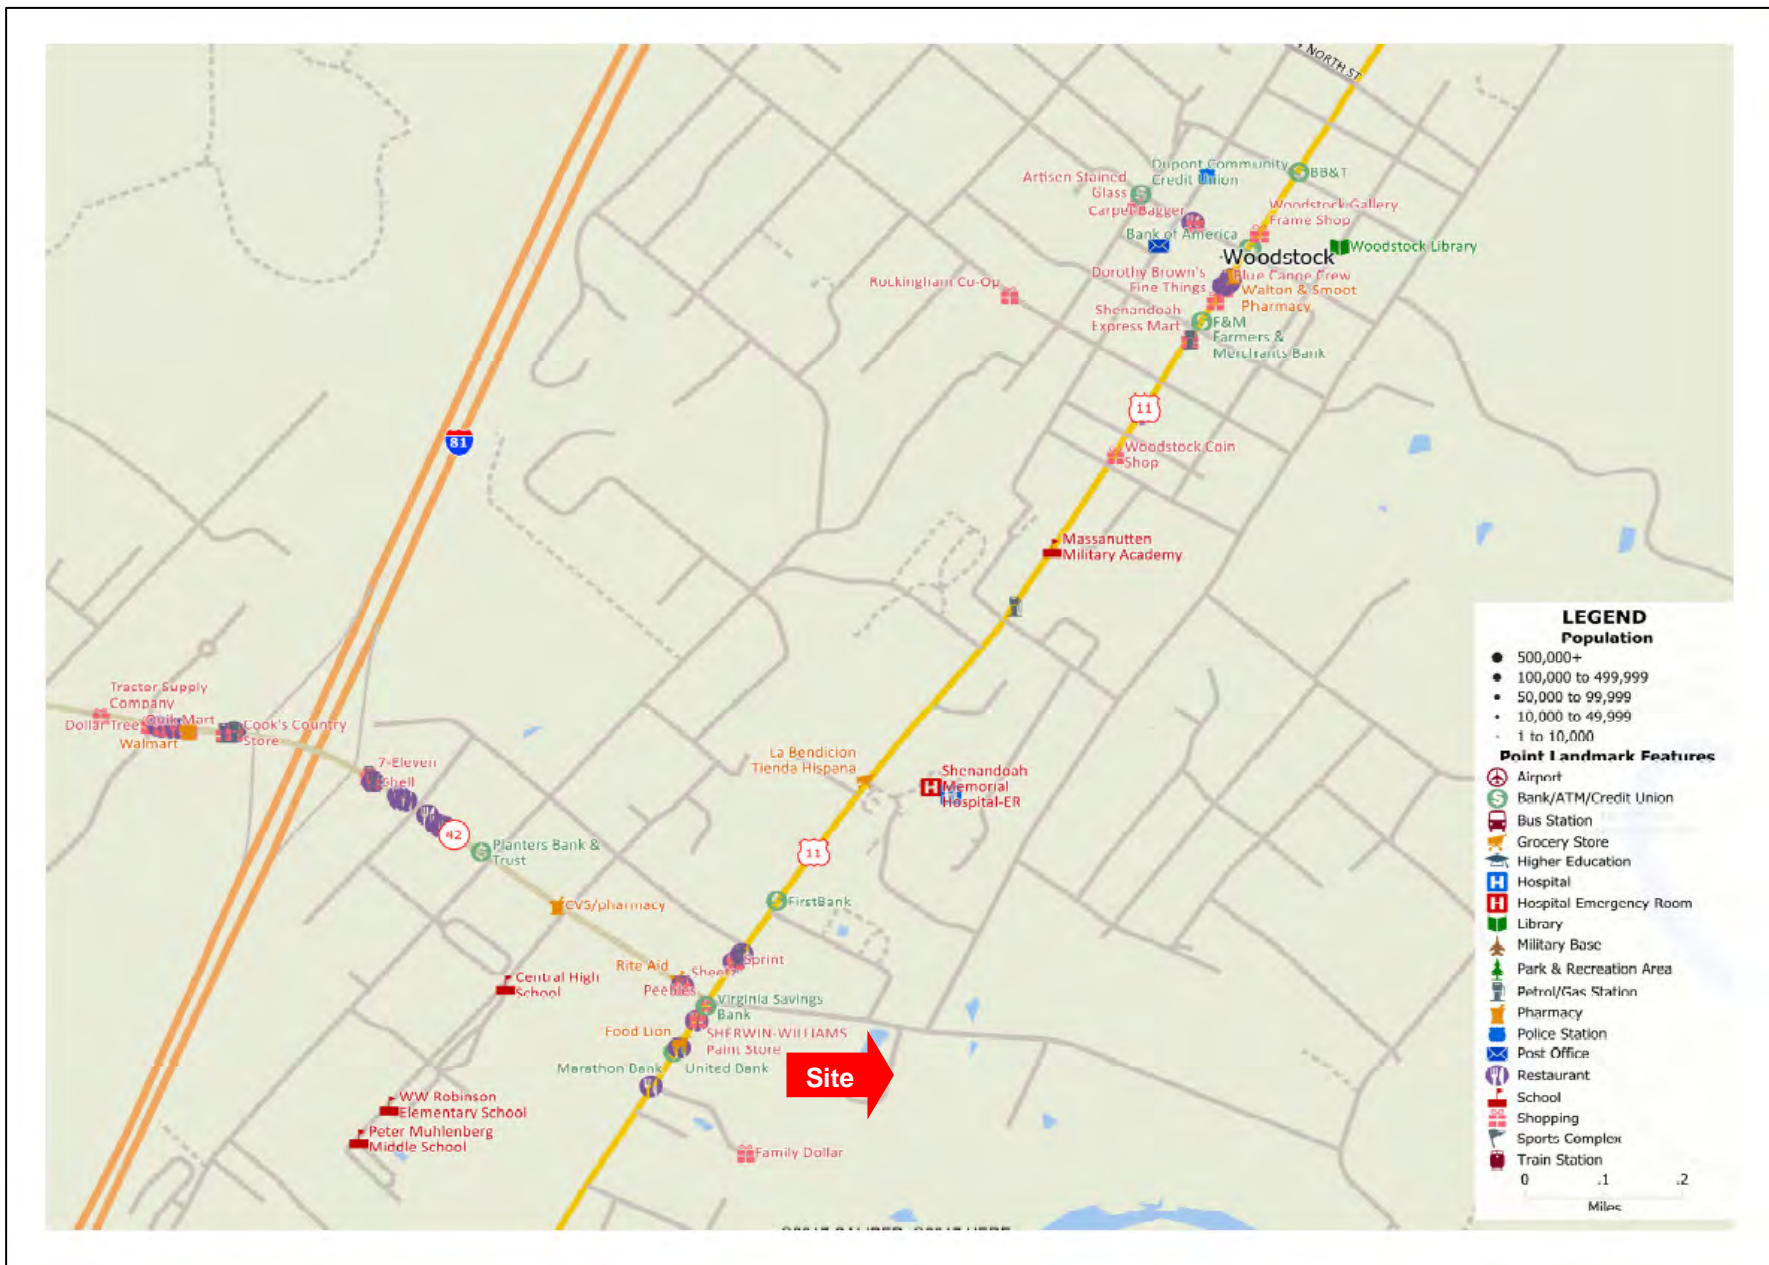 NORTH ST
Dupont Community
Credit Union
BB&T
Artisen Stained
Glass
Carpet Bagger
Woodstock Gallery
Frame Shop
Bank of America
Woodstock Library
Woodstock
Dorothy Brown's
Fine Things
Blue Canoe Crew
Walton & Smoot
Pharmacy
Rockingham Co-Op
Shenandoah
Express Mart
F&M
Farmers &
Merchants Bank
11
81
Woodstock Coin
Shop
Massanutten
Military Academy
Tractor Supply
Company
Dollar Tree
Quik Mart
Walmart
Cook's Country
Store
7-Eleven
Shell
42
Planters Bank &
Trust
La Bendicion
Tienda Hispana
Shenandoah
Memorial
Hospital-ER
11
CVS/pharmacy
FirstBank
Central High
School
Rite Aid
Sheetz
Sprint
Peebles
Virginia Savings
Bank
Food Lion
SHERWIN-WILLIAMS
Paint Store
Marathon Bank
United Bank
Site
WW Robinson
Elementary School
Peter Muhlenberg
Middle School
Family Dollar
LEGEND
Population
500,000+
100,000 to 499,999
50,000 to 99,999
10,000 to 49,999
1 to 10,000
Point Landmark Features
Airport
Bank/ATM/Credit Union
Bus Station
Grocery Store
Higher Education
Hospital
Hospital Emergency Room
Library
Military Base
Park & Recreation Area
Petrol/Gas Station
Pharmacy
Police Station
Post Office
Restaurant
School
Shopping
Sports Complex
Train Station
0 .1 .2
Miles